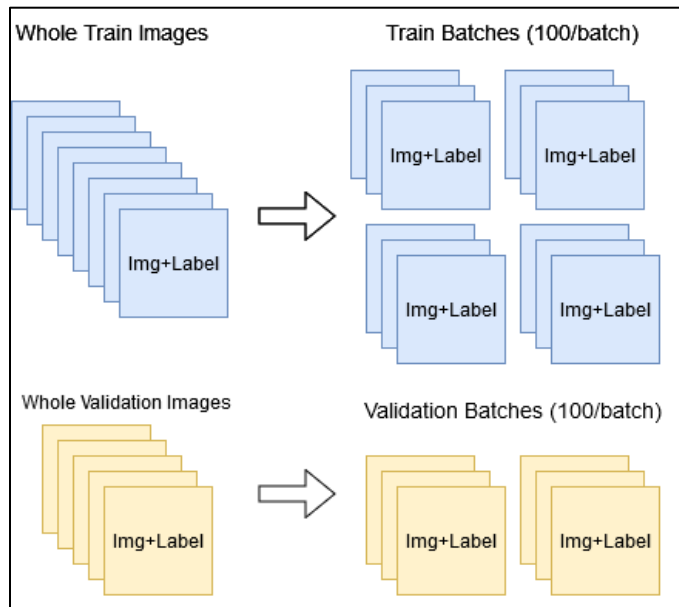 Whole Train Images
Train Batches (100/batch)
Img+Label
Img+Label
Img+Label
Img+Label
Img+Label
Whole Validation Images
Validation Batches (100/batch)
Img+Label
Img+Label
Img+Label